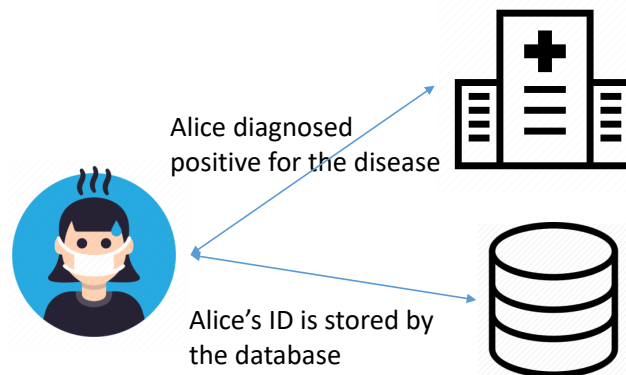 Alice diagnosed
positive for the disease
Alice’s ID is stored by
the database